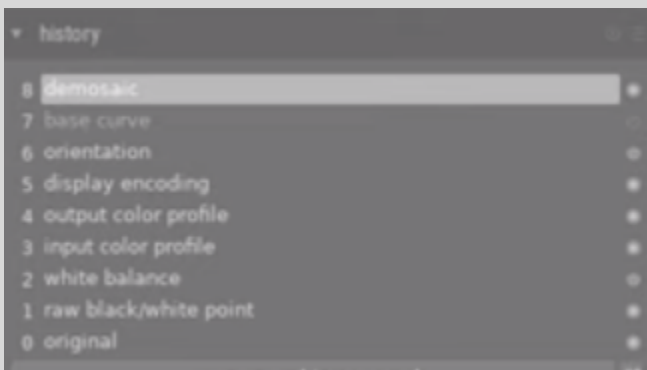 history
8 demosaic
7 base curve
6 orientation
5 display encoding
4 output color profile
3 input color profile
2 white balance
1 raw black/white point
0 original